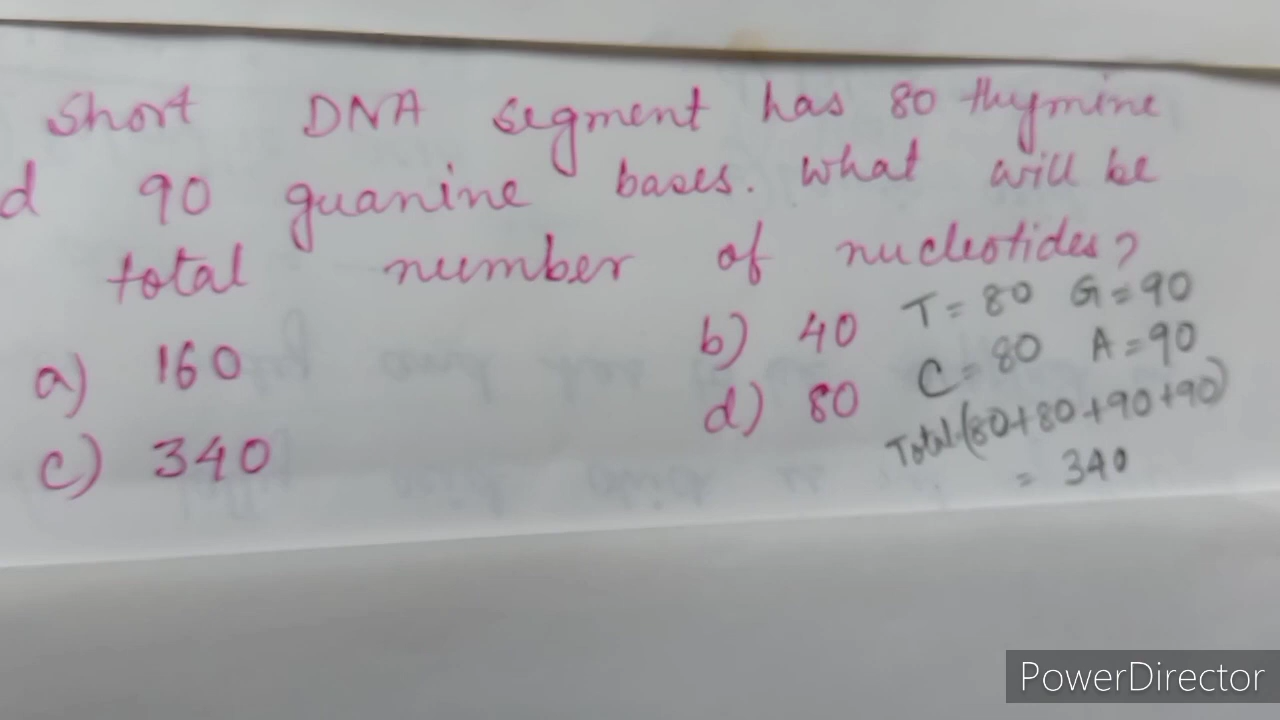 Short DNA segment has 80 thymine
d 90 guanine bases. What will be
total number of nucleotides?
a) 160
b) 40
c) 340
d) 80
T = 80 G = 90
C = 80 A = 90
Total (80+80+90+90)
= 340
PowerDirector